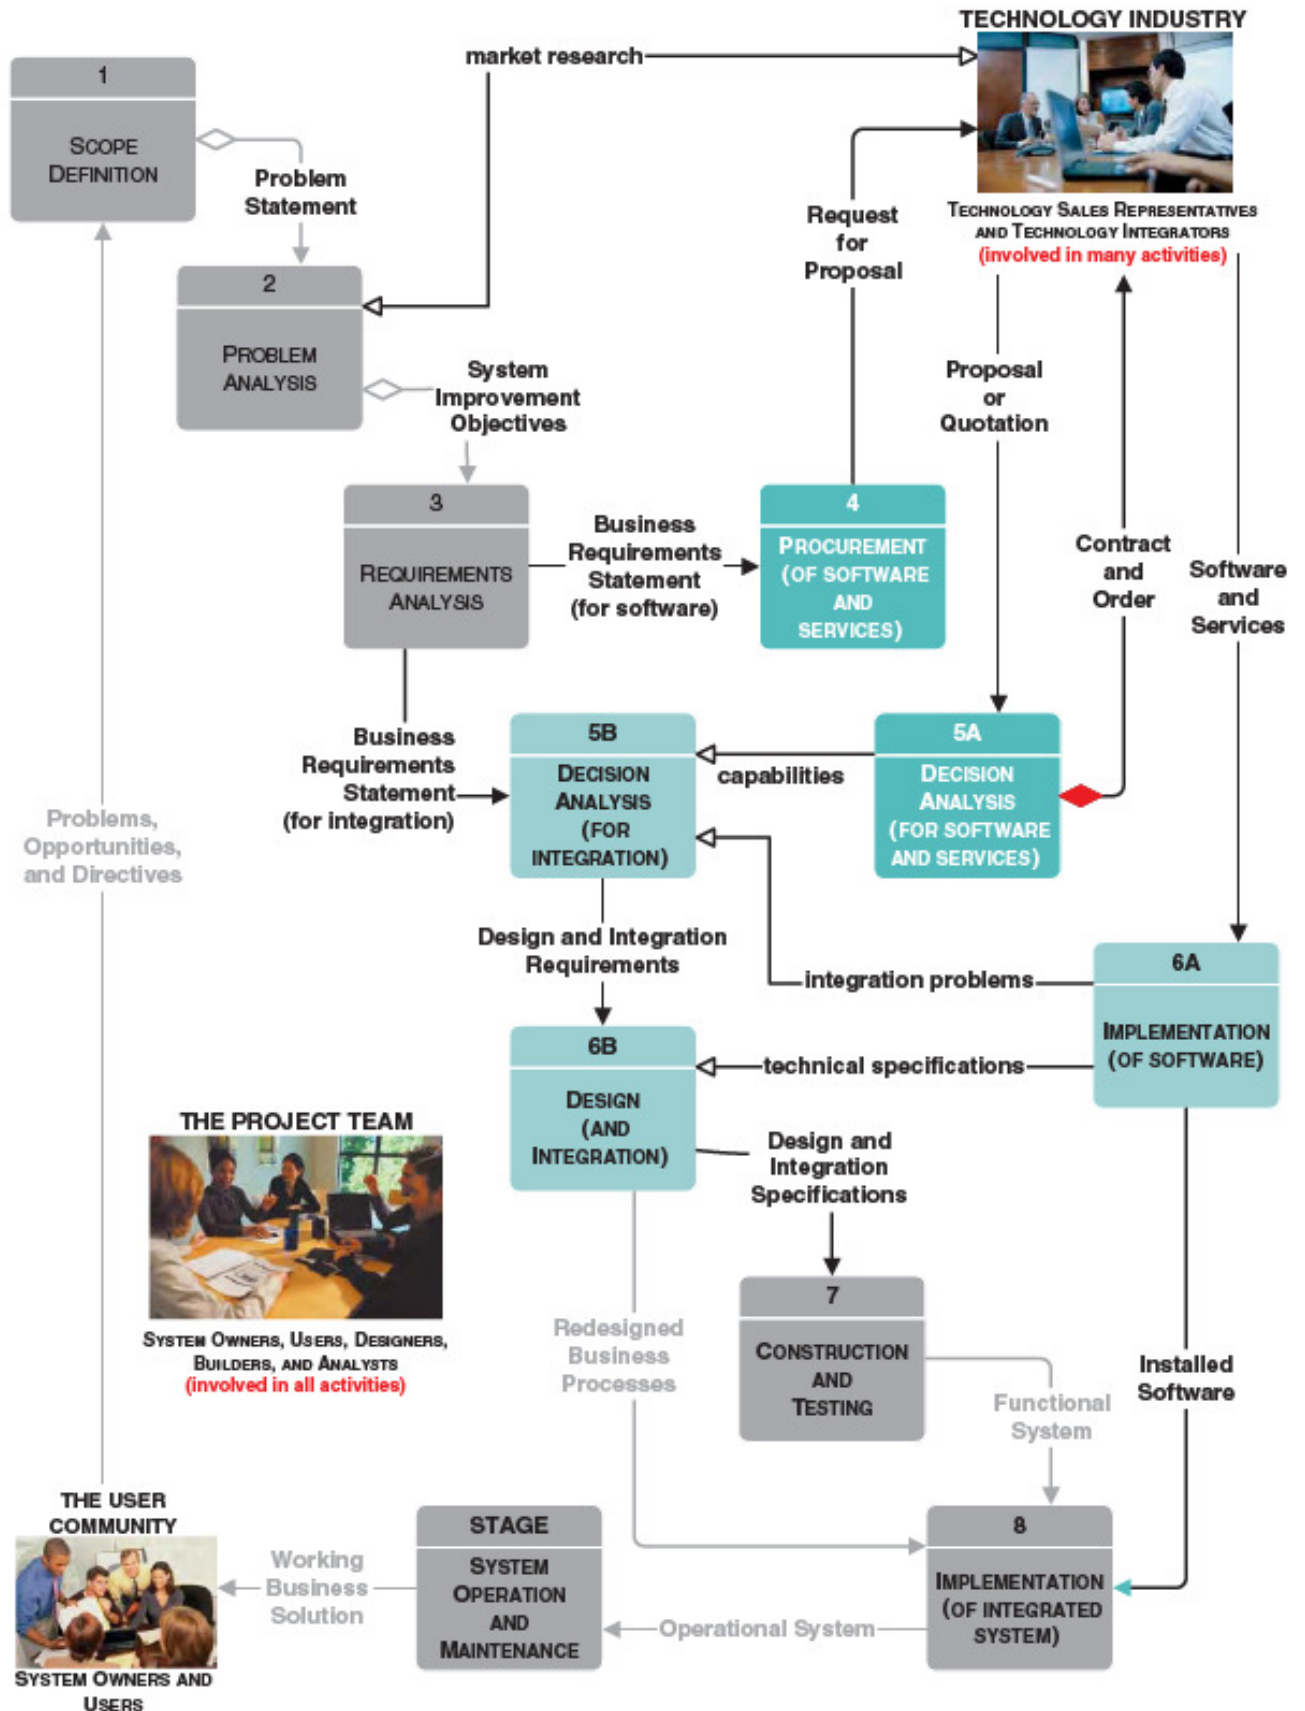 TECHNOLOGY INDUSTRY
market research
1
SCOPE
DEFINITION
Problem
Statement
TECHNOLOGY SALES REPRESENTATIVES
AND TECHNOLOGY INTEGRATORS
(involved in many activities)
Request
for
Proposal
2
PROBLEM
ANALYSIS
System
Improvement
Objectives
Proposal
or
Quotation
3
REQUIREMENTS
ANALYSIS
Business
Requirements
Statement
(for software)
4
PROCUREMENT
(OF SOFTWARE
AND
SERVICES)
Contract
and
Order
Software
and
Services
Business
Requirements
Statement
(for integration)
5B
DECISION
ANALYSIS
(FOR
INTEGRATION)
capabilities
5A
DECISION
ANALYSIS
(FOR SOFTWARE
AND SERVICES)
Problems,
Opportunities,
and Directives
Design and Integration
Requirements
integration problems
6A
IMPLEMENTATION
(OF SOFTWARE)
6B
DESIGN
(AND
INTEGRATION)
technical specifications
THE PROJECT TEAM
SYSTEM OWNERS, USERS, DESIGNERS,
BUILDERS, AND ANALYSTS
(involved in all activities)
Design and
Integration
Specifications
7
CONSTRUCTION
AND
TESTING
Redesigned
Business
Processes
Functional
System
Installed
Software
THE USER
COMMUNITY
SYSTEM OWNERS AND
USERS
Working
Business
Solution
STAGE
SYSTEM
OPERATION
AND
MAINTENANCE
Operational System
8
IMPLEMENTATION
(OF INTEGRATED
SYSTEM)